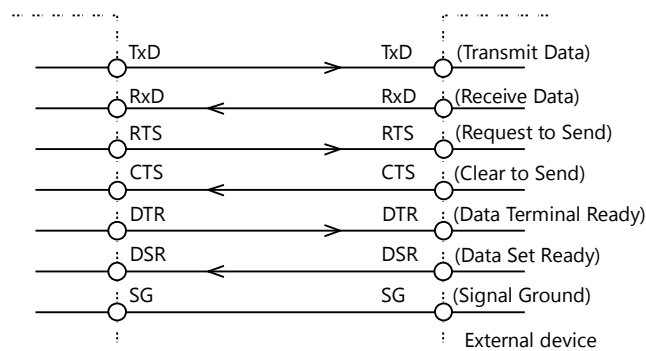 TxD TxD (Transmit Data)
RxD RxD (Receive Data)
RTS RTS (Request to Send)
CTS CTS (Clear to Send)
DTR DTR (Data Terminal Ready)
DSR DSR (Data Set Ready)
SG SG (Signal Ground)
External device